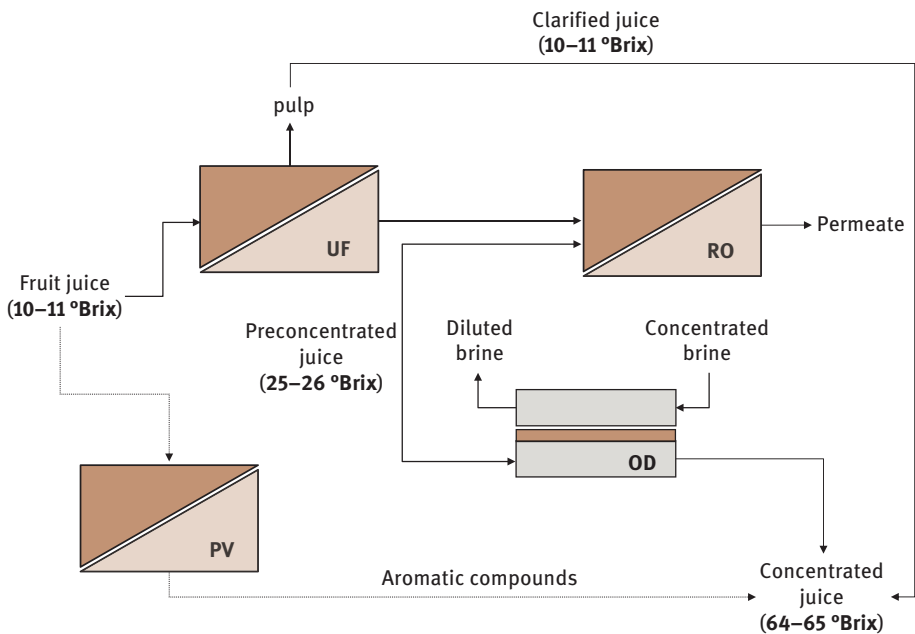 Clarified juice
(10–11 ºBrix)
pulp
UF
RO
Permeate
Fruit juice
(10–11 ºBrix)
Preconcentrated
juice
(25–26 ºBrix)
Diluted
brine
Concentrated
brine
OD
PV
Aromatic compounds
Concentrated
juice
(64–65 ºBrix)